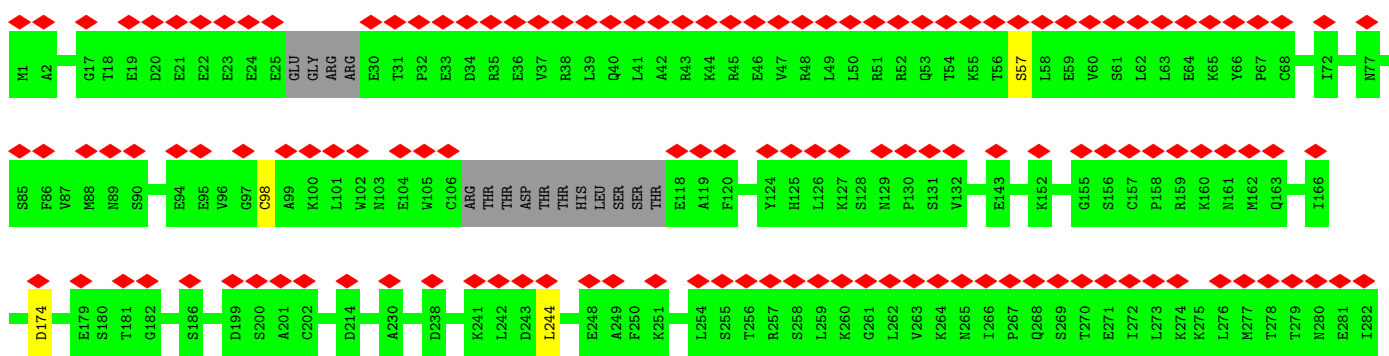 M1 A2 G17 T18 E19 D20 E21 E22 E23 E24 E25 GLU GLY ARG ARG E30 T31 P32 E33 D34 R35 E36 V37 R38 L39 Q40 L41 A42 R43 K44 R45 E46 V47 R48 L49 L50 R51 R52 Q53 T54 K55 T56 S57 L58 E59 V60 S61 L62 L63 E64 K65 Y66 P67 C68 I72 N77
S85 F86 V87 M88 N89 S90 E94 E95 V96 G97 C98 A99 K100 L101 W102 N103 E104 W105 C106 ARG THR THR ASP THR THR HIS LEU SER SER THR E118 A119 F120 Y124 H125 L126 K127 S128 N129 P130 S131 V132 E143 K152 G155 S156 C157 P158 R159 K160 N161 M162 Q163 I166
D174 E179 S180 T181 G182 S186 D199 S200 A201 C202 D214 A230 D238 K241 L242 D243 L244 E248 A249 F250 K251 L254 S255 T256 R257 S258 L259 K260 G261 L262 V263 K264 N265 I266 P267 Q268 S269 T270 E271 I272 L273 K274 K275 L276 M277 T278 T279 N280 E281 I282